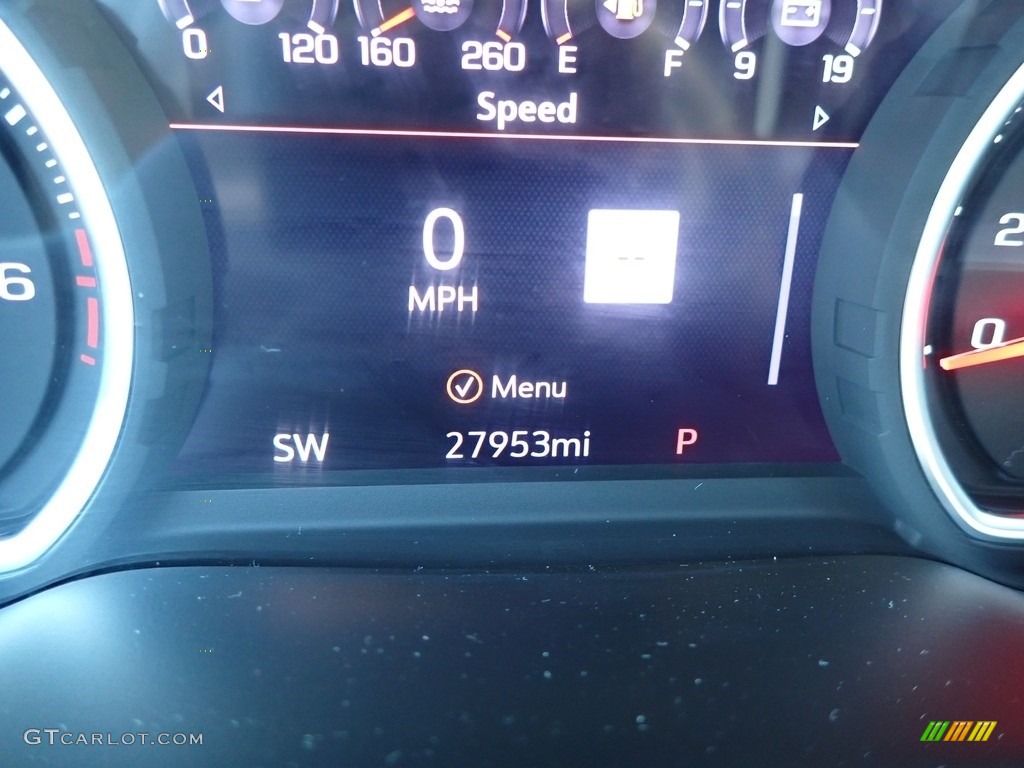 0 120 160 260 E F 9 19
Speed
0
MPH
--
6
2
0
Menu
SW 27953mi P
GTCARLOT.COM